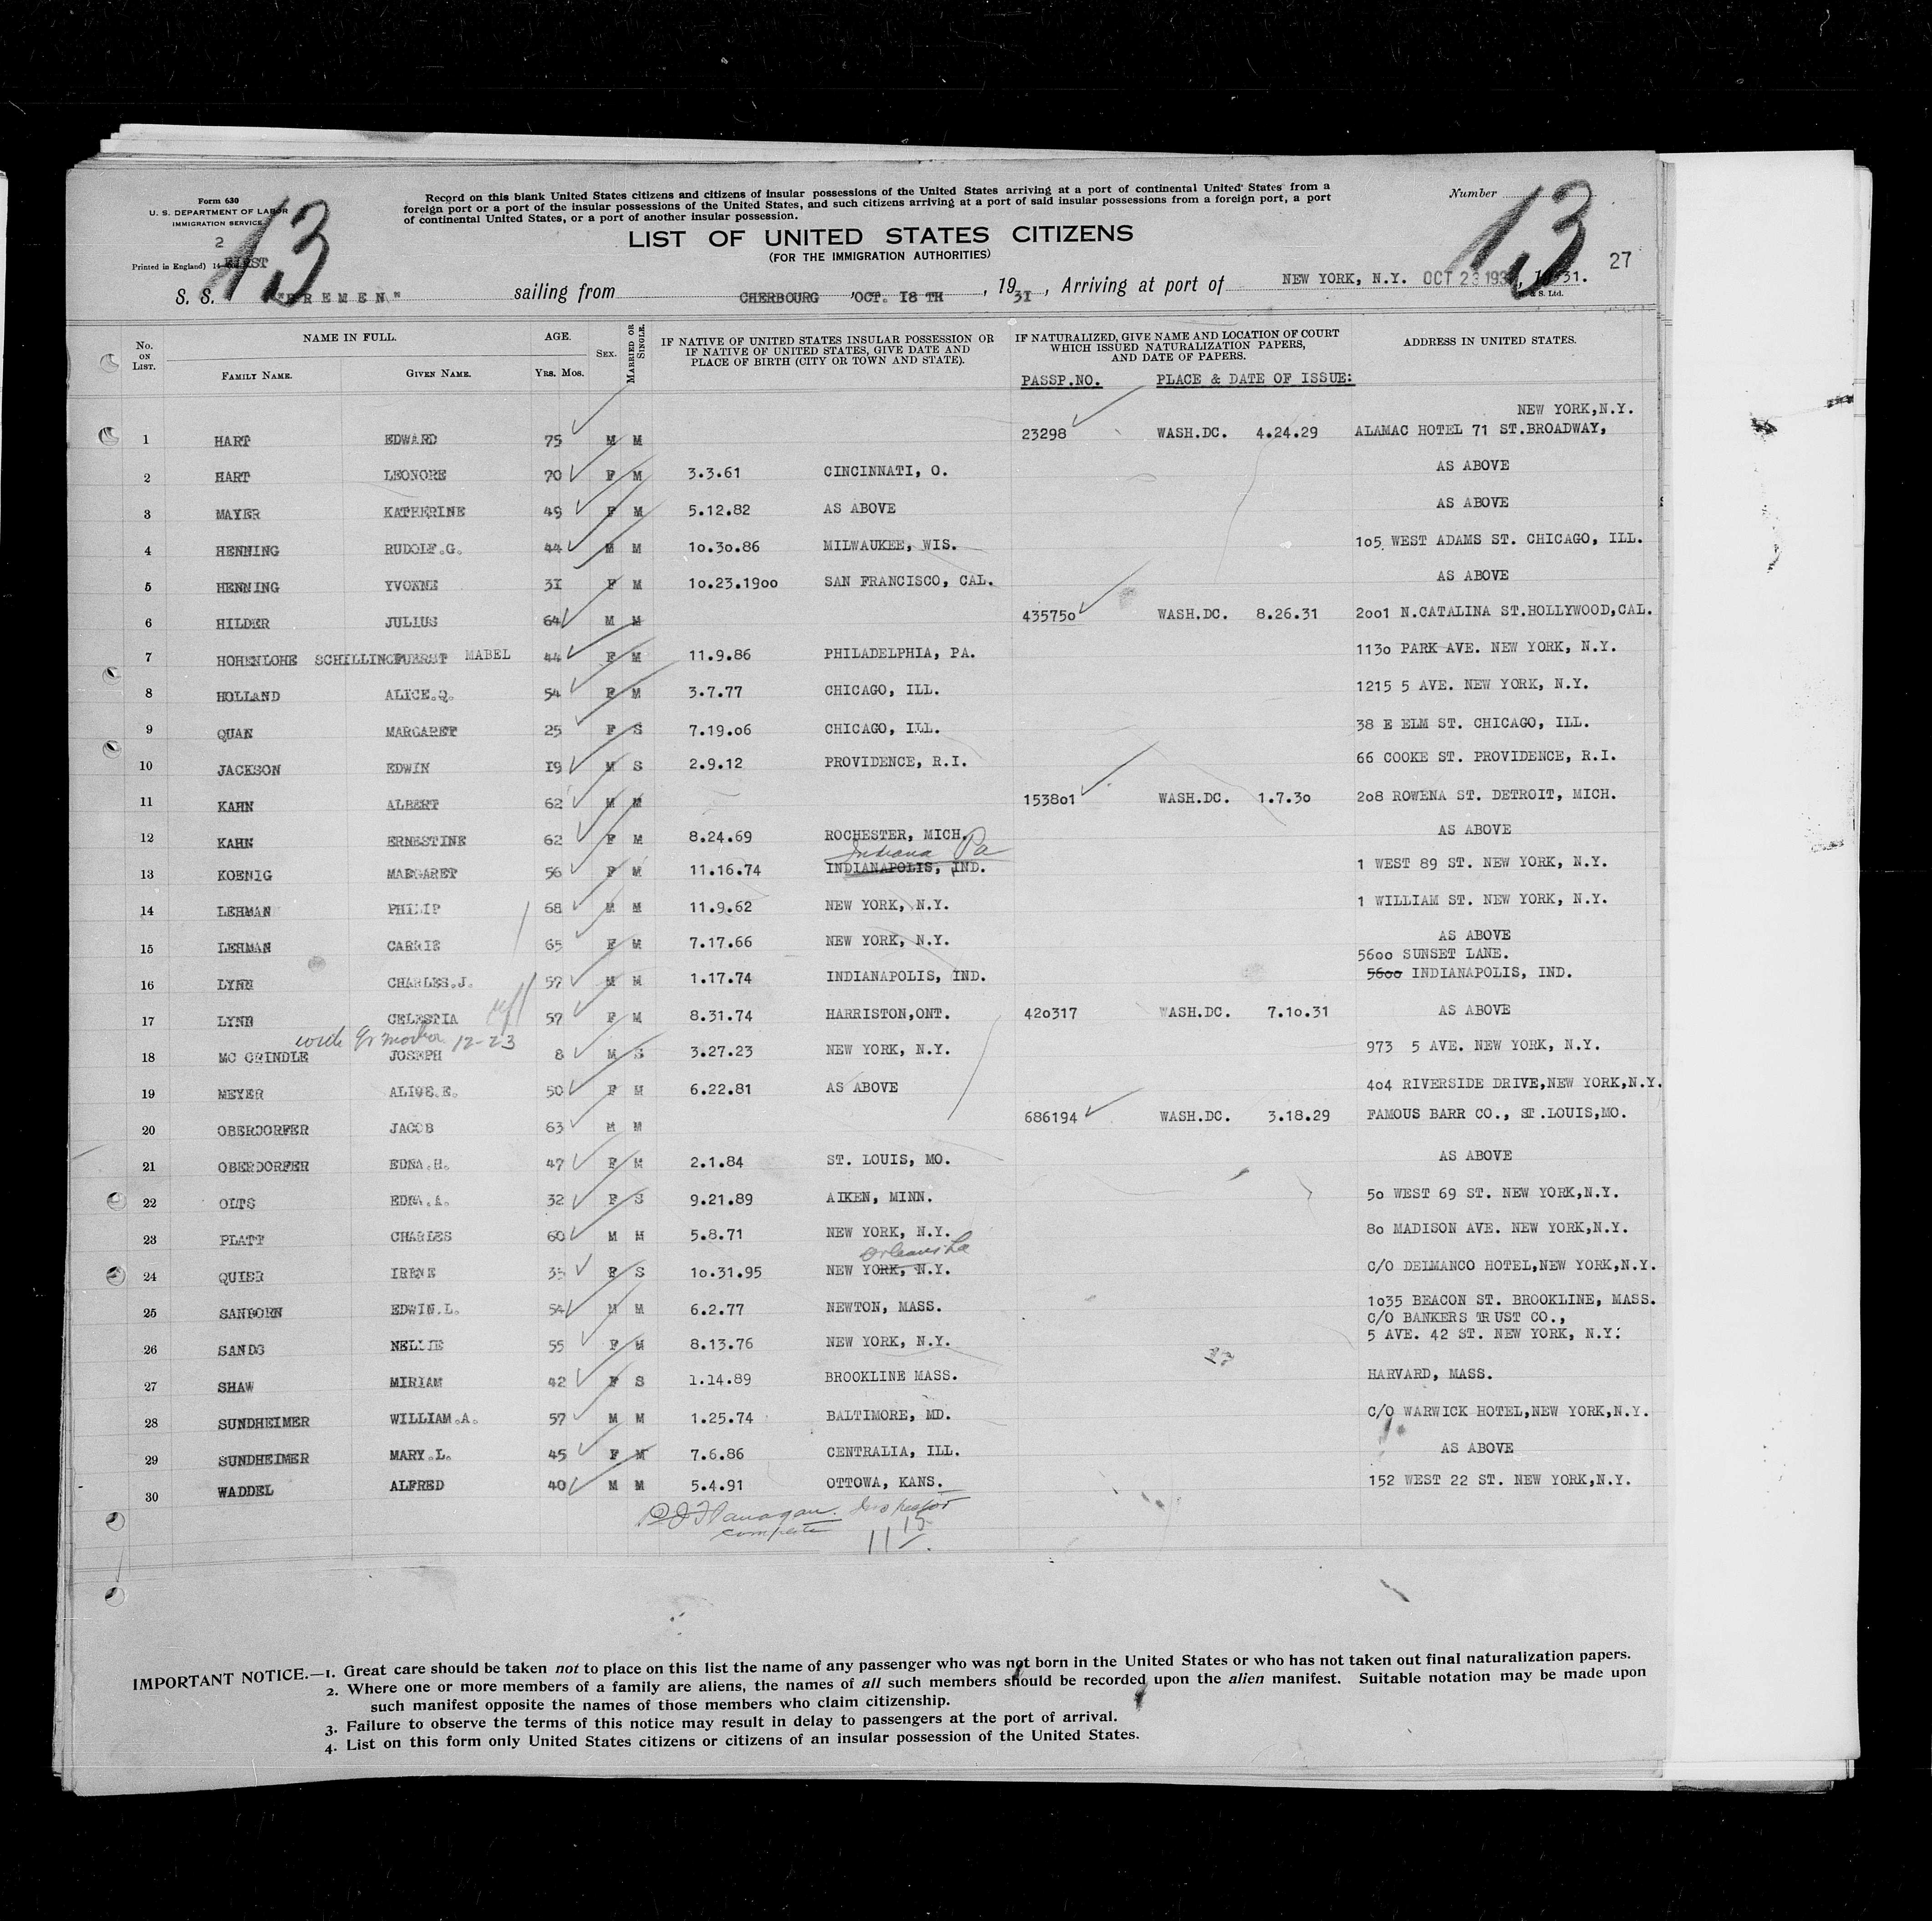 Form 630
U. S. DEPARTMENT OF LABOR
IMMIGRATION SERVICE
2
Printed in England) 14 FIRST
13
Record on this blank United States citizens and citizens of insular possessions of the United States arriving at a port of continental United States from a
foreign port or a port of the insular possessions of the United States, and such citizens arriving at a port of said insular possessions from a foreign port, a port
of continental United States, or a port of another insular possession.
LIST OF UNITED STATES CITIZENS
(FOR THE IMMIGRATION AUTHORITIES)
Number
13
27
S. S. "BREMEN" sailing from CHERBOURG OCT. I8 TH, 1931, Arriving at port of NEW YORK, N.Y. OCT 23 193 1931.
& S. Ltd.
No. ON LIST. NAME IN FULL. FAMILY NAME. GIVEN NAME. AGE. YRS. MOS. SEX. MARRIED OR SINGLE. IF NATIVE OF UNITED STATES INSULAR POSSESSION OR IF NATIVE OF UNITED STATES, GIVE DATE AND PLACE OF BIRTH (CITY OR TOWN AND STATE). IF NATURALIZED, GIVE NAME AND LOCATION OF COURT WHICH ISSUED NATURALIZATION PAPERS, AND DATE OF PAPERS. ADDRESS IN UNITED STATES.
PASSP.NO. PLACE & DATE OF ISSUE:
NEW YORK,N.Y.
1 HART EDWARD 75 M M 23298 WASH.DC. 4.24.29 ALAMAC HOTEL 71 ST.BROADWAY,
2 HART LEONORE 70 F M 3.3.61 CINCINNATI, O. AS ABOVE
3 MAYER KATHERINE 49 F M 5.12.82 AS ABOVE AS ABOVE
4 HENNING RUDOLF.G. 44 M M 10.30.86 MILWAUKEE, WIS. 105 WEST ADAMS ST. CHICAGO, ILL.
5 HENNING YVONNE 3I F M 10.23.1900 SAN FRANCISCO, CAL. AS ABOVE
6 HILDER JULIUS 64 M M 435750 WASH.DC. 8.26.31 2001 N.CATALINA ST.HOLLYWOOD,CAL.
7 HOHENLOHE SCHILLINGFUERST MABEL 44 F M 11.9.86 PHILADELPHIA, PA. 1130 PARK AVE. NEW YORK, N.Y.
8 HOLLAND ALICE.Q. 54 F M 3.7.77 CHICAGO, ILL. 1215 5 AVE. NEW YORK, N.Y.
9 QUAN MARGARET 25 F S 7.19.06 CHICAGO, ILL. 38 E ELM ST. CHICAGO, ILL.
10 JACKSON EDWIN I9 M S 2.9.12 PROVIDENCE, R.I. 66 COOKE ST. PROVIDENCE, R.I.
11 KAHN ALBERT 62 M M 153801 WASH.DC. 1.7.30 208 ROWENA ST. DETROIT, MICH.
12 KAHN ERNESTINE 62 F M 8.24.69 ROCHESTER, MICH. AS ABOVE
Indiana Pa
13 KOENIG MARGARET 56 F M 11.16.74 INDIANAPOLIS, IND. 1 WEST 89 ST. NEW YORK, N.Y.
14 LEHMAN PHILIP 68 M M 11.9.62 NEW YORK, N.Y. 1 WILLIAM ST. NEW YORK, N.Y.
15 LEHMAN CARRIE 65 F M 7.17.66 NEW YORK, N.Y. AS ABOVE
5600 SUNSET LANE.
16 LYNN CHARLES.J. 57 M M 1.17.74 INDIANAPOLIS, IND. 5600 INDIANAPOLIS, IND.
17 LYNN CELESTIA 57 F M 8.31.74 HARRISTON,ONT. 420317 WASH.DC. 7.10.31 AS ABOVE
with Gr mother 12-23
18 MC GRINDLE JOSEPH 8 M S 3.27.23 NEW YORK, N.Y. 973 5 AVE. NEW YORK, N.Y.
19 MEYER ALICE.E. 50 F M 6.22.81 AS ABOVE 404 RIVERSIDE DRIVE,NEW YORK,N.Y.
20 OBERDORFER JACOB 63 M M 686194 WASH.DC. 3.18.29 FAMOUS BARR CO., ST.LOUIS,MO.
21 OBERDORFER EDNA.H. 47 F M 2.1.84 ST. LOUIS, MO. AS ABOVE
22 OLTS EDNA.A. 32 F S 9.21.89 AIKEN, MINN. 50 WEST 69 ST. NEW YORK,N.Y.
23 PLATT CHARLES 60 M M 5.8.71 NEW YORK, N.Y. 80 MADISON AVE. NEW YORK,N.Y.
Orleans La
24 QUIER IRENE 35 F S 10.31.95 NEW YORK, N.Y. C/O DELMANCO HOTEL,NEW YORK,N.Y.
25 SANBORN EDWIN.L. 54 M M 6.2.77 NEWTON, MASS. 1035 BEACON ST. BROOKLINE, MASS.
C/O BANKERS TRUST CO.,
26 SANDS NELLIE 55 F M 8.13.76 NEW YORK, N.Y. 5 AVE. 42 ST. NEW YORK, N.Y.
27 SHAW MIRIAM 42 F S 1.14.89 BROOKLINE MASS. HARVARD, MASS.
28 SUNDHEIMER WILLIAM.A. 57 M M 1.25.74 BALTIMORE, MD. C/O WARWICK HOTEL,NEW YORK,N.Y.
29 SUNDHEIMER MARY.L. 45 F M 7.6.86 CENTRALIA, ILL. AS ABOVE
30 WADDEL ALFRED 40 M M 5.4.91 OTTOWA, KANS. 152 WEST 22 ST. NEW YORK,N.Y.
Flanagan. Inspector
complete
11 15
IMPORTANT NOTICE.—1. Great care should be taken not to place on this list the name of any passenger who was not born in the United States or who has not taken out final naturalization papers.
2. Where one or more members of a family are aliens, the names of all such members should be recorded upon the alien manifest. Suitable notation may be made upon
such manifest opposite the names of those members who claim citizenship.
3. Failure to observe the terms of this notice may result in delay to passengers at the port of arrival.
4. List on this form only United States citizens or citizens of an insular possession of the United States.